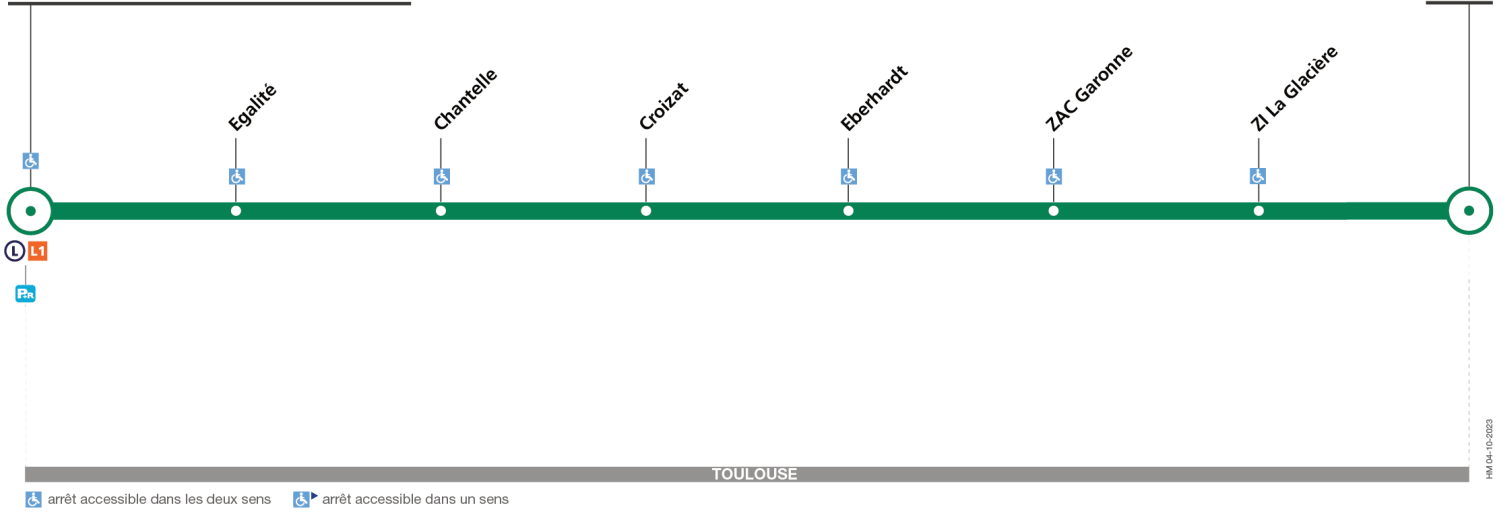 Egalité
Chantelle
Croizat
Eberhardt
ZAC Garonne
ZI La Glacière
L L1
P+R
TOULOUSE
HM 04-10-2023
arrêt accessible dans les deux sens
arrêt accessible dans un sens